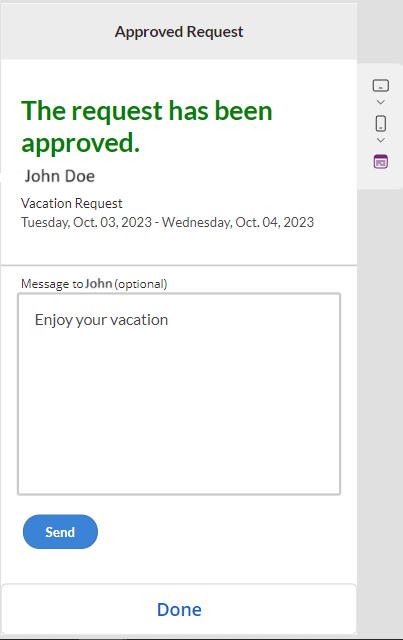 Approved Request
The request has been
approved.
John Doe
Vacation Request
Tuesday, Oct. 03, 2023 - Wednesday, Oct. 04, 2023
Message to John (optional)
Enjoy your vacation
Send
Done